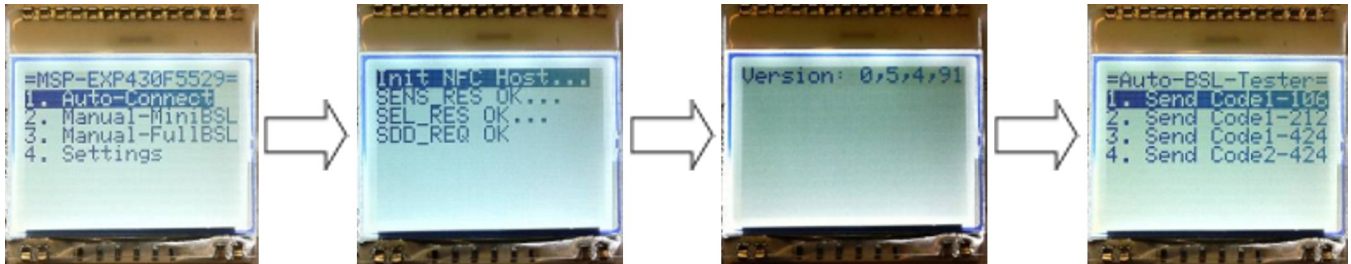 =MSP-EXP430F5529=
1. Auto-Connect
2. Manual-MiniBSL
3. Manual-FullBSL
4. Settings
Init NFC Host...
SENS_RES OK...
SEL_RES OK...
SDD_REQ OK
Version: 0,5,4,91
=Auto-BSL-Tester=
1. Send Code1-106
2. Send Code1-212
3. Send Code1-424
4. Send Code2-424